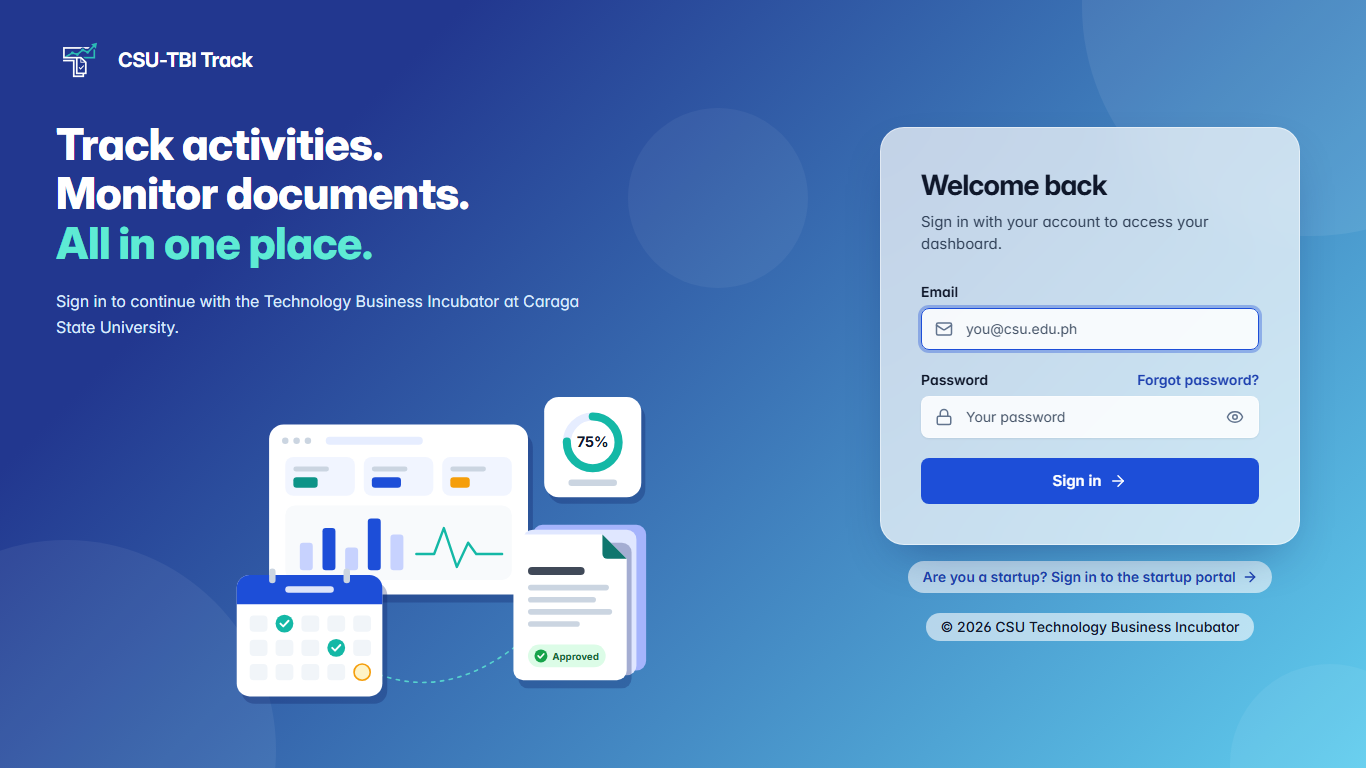 CSU-TBI Track
Track activities.
Monitor documents.
All in one place.
Sign in to continue with the Technology Business Incubator at Caraga
State University.
75%
Approved
Welcome back
Sign in with your account to access your
dashboard.
Email
you@csu.edu.ph
Password
Forgot password?
Your password
Sign in →
Are you a startup? Sign in to the startup portal →
© 2026 CSU Technology Business Incubator